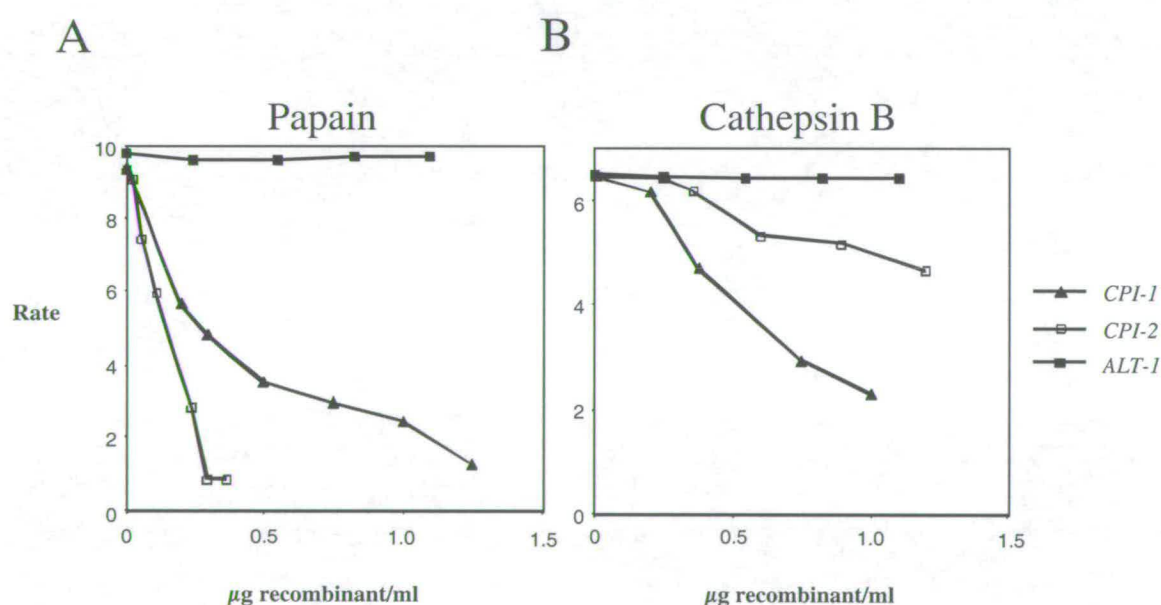 A
B
Papain
Cathepsin B
10
8
6
4
2
0
Rate
0
0.5
1.0
1.5
µg recombinant/ml
6
4
2
0
0
0.5
1.0
1.5
µg recombinant/ml
CPI-1
CPI-2
ALT-1